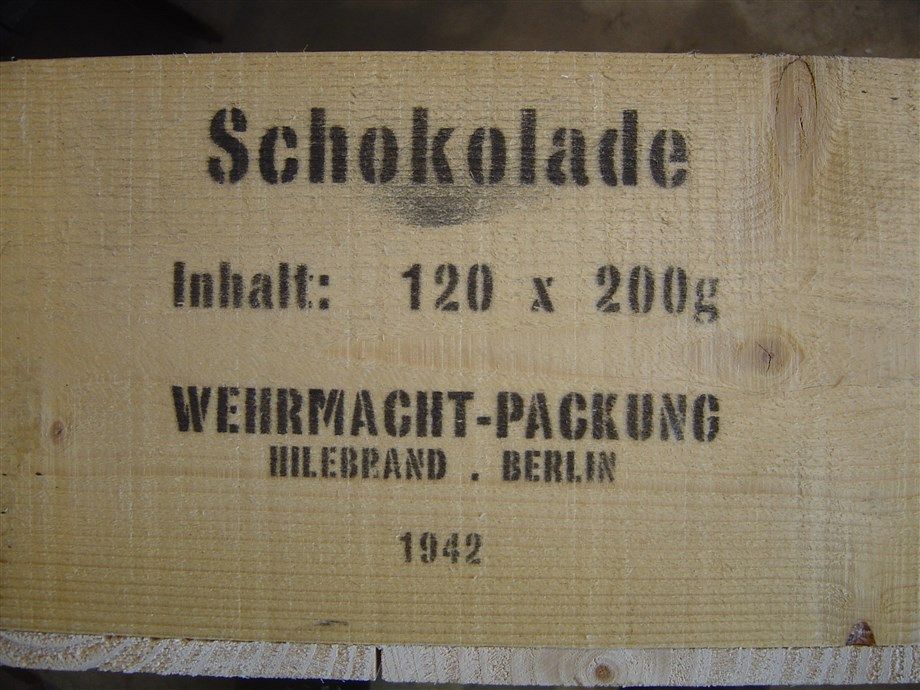 Schokolade
Inhalt: 120 x 200g
WEHRMACHT-PACKUNG
HILEBRAND . BERLIN
1942